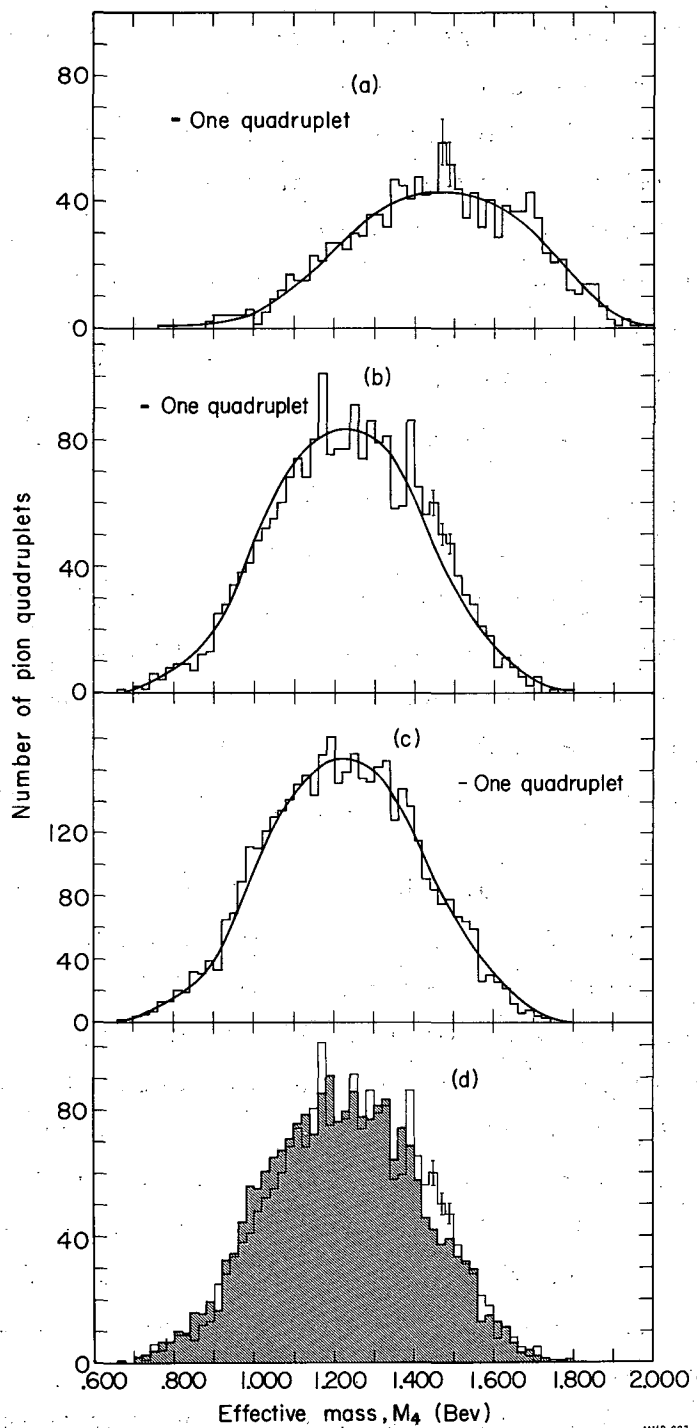 80
(a)
– One quadruplet
40
0
(b)
– One quadruplet
80
40
0
Number of pion quadruplets
(c)
– One quadruplet
120
80
40
0
(d)
80
40
0
.600 .800 1.000 1.200 1.400 1.600 1.800 2.000
Effective mass, M₄ (Bev)